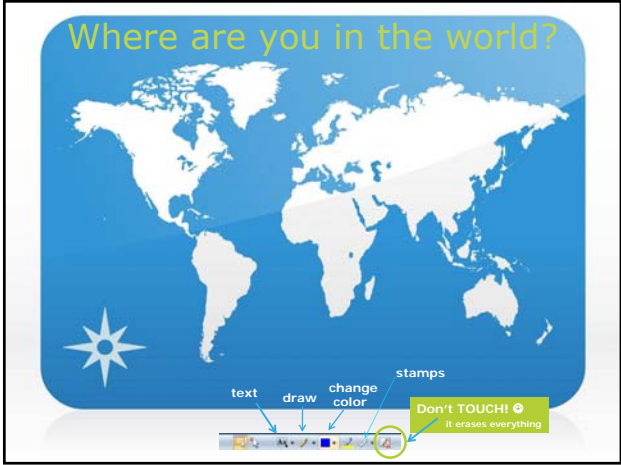 Where are you in the world?
stamps
text
draw
change
color
Don't TOUCH! ☺
It erases everything